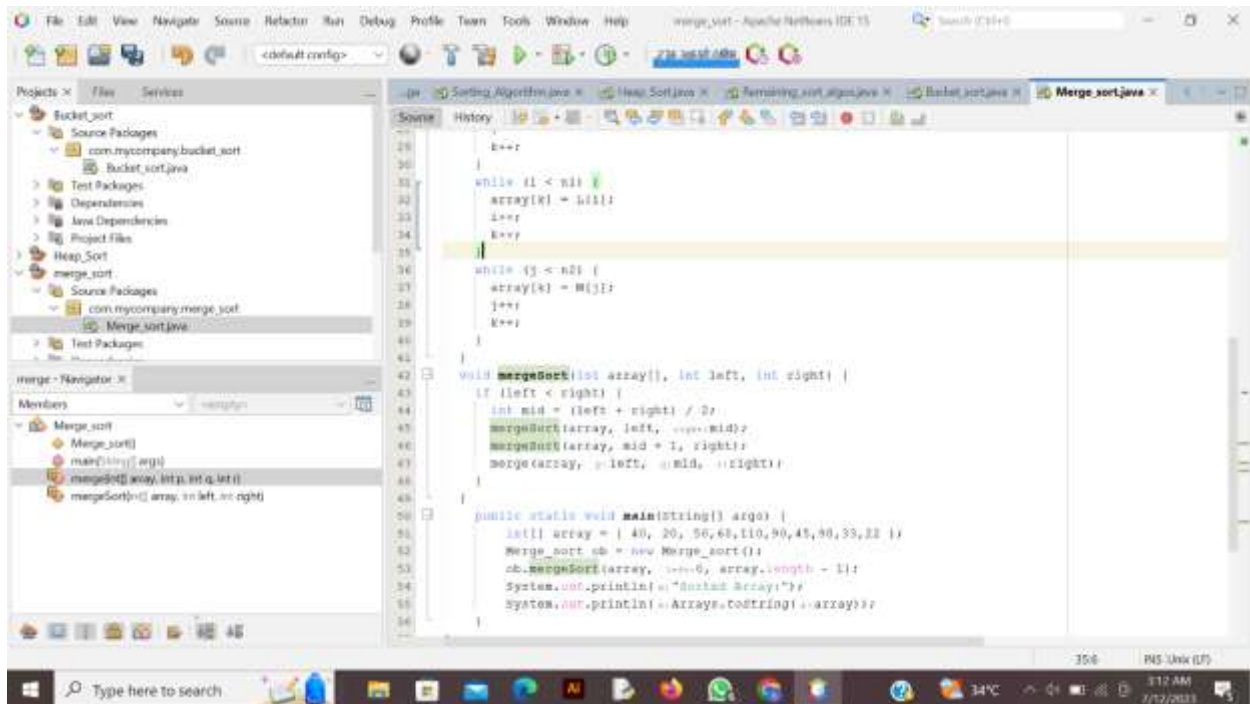 File Edit View Navigate Source Refactor Run Debug Profile Team Tools Window Help merge_sort - Apache NetBeans IDE 15 Search (Ctrl+I)
<default config>
Projects Files Services
Sorting_Algorithm.java Heap_Sort.java Remaining_sort_algos.java Bucket_sort.java Merge_sort.java
Source History
Bucket_sort
Source Packages
com.mycompany.bucket_sort
Bucket_sort.java
Test Packages
Dependencies
Java Dependencies
Project Files
Heap_Sort
merge_sort
Source Packages
com.mycompany.merge_sort
Merge_sort.java
Test Packages
merge - Navigator
Members
Merge_sort
Merge_sort()
main(String[] args)
merge(int[] array, int p, int q, int r)
mergeSort(int[] array, int left, int right)
29 k++;
30 }
31 while (i < n1) {
32 array[k] = L[i];
33 i++;
34 k++;
35 }
36 while (j < n2) {
37 array[k] = M[j];
38 j++;
39 k++;
40 }
41 }
42 void mergeSort(int array[], int left, int right) {
43 if (left < right) {
44 int mid = (left + right) / 2;
45 mergeSort(array, left, mid);
46 mergeSort(array, mid + 1, right);
47 merge(array, left, mid, right);
48 }
49 }
50 public static void main(String[] args) {
51 int[] array = { 40, 20, 50,60,110,90,45,98,33,22 };
52 Merge_sort ob = new Merge_sort();
53 ob.mergeSort(array, 0, array.length - 1);
54 System.out.println("Sorted Array:");
55 System.out.println(Arrays.toString(array));
56 }
35:6 INS Unix (LF)
Type here to search
Ai
34°C
3:12 AM
7/12/2023